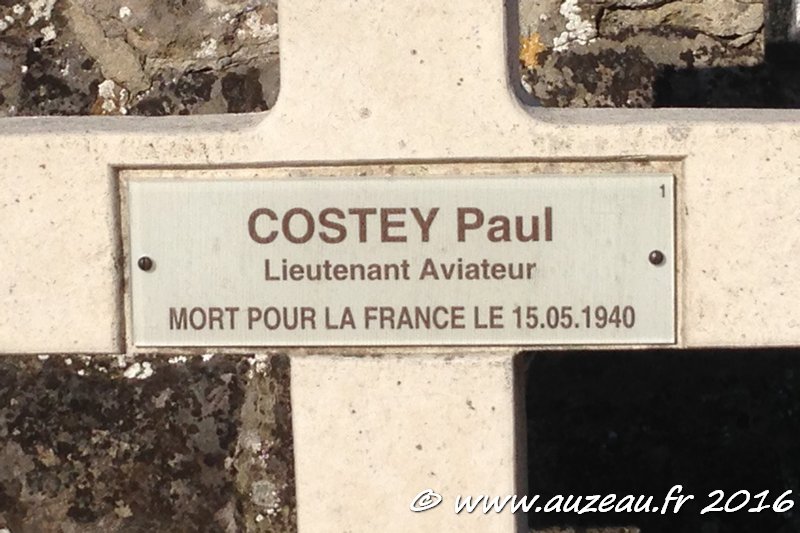 1
COSTEY Paul
Lieutenant Aviateur
MORT POUR LA FRANCE LE 15.05.1940
© www.auzeau.fr 2016